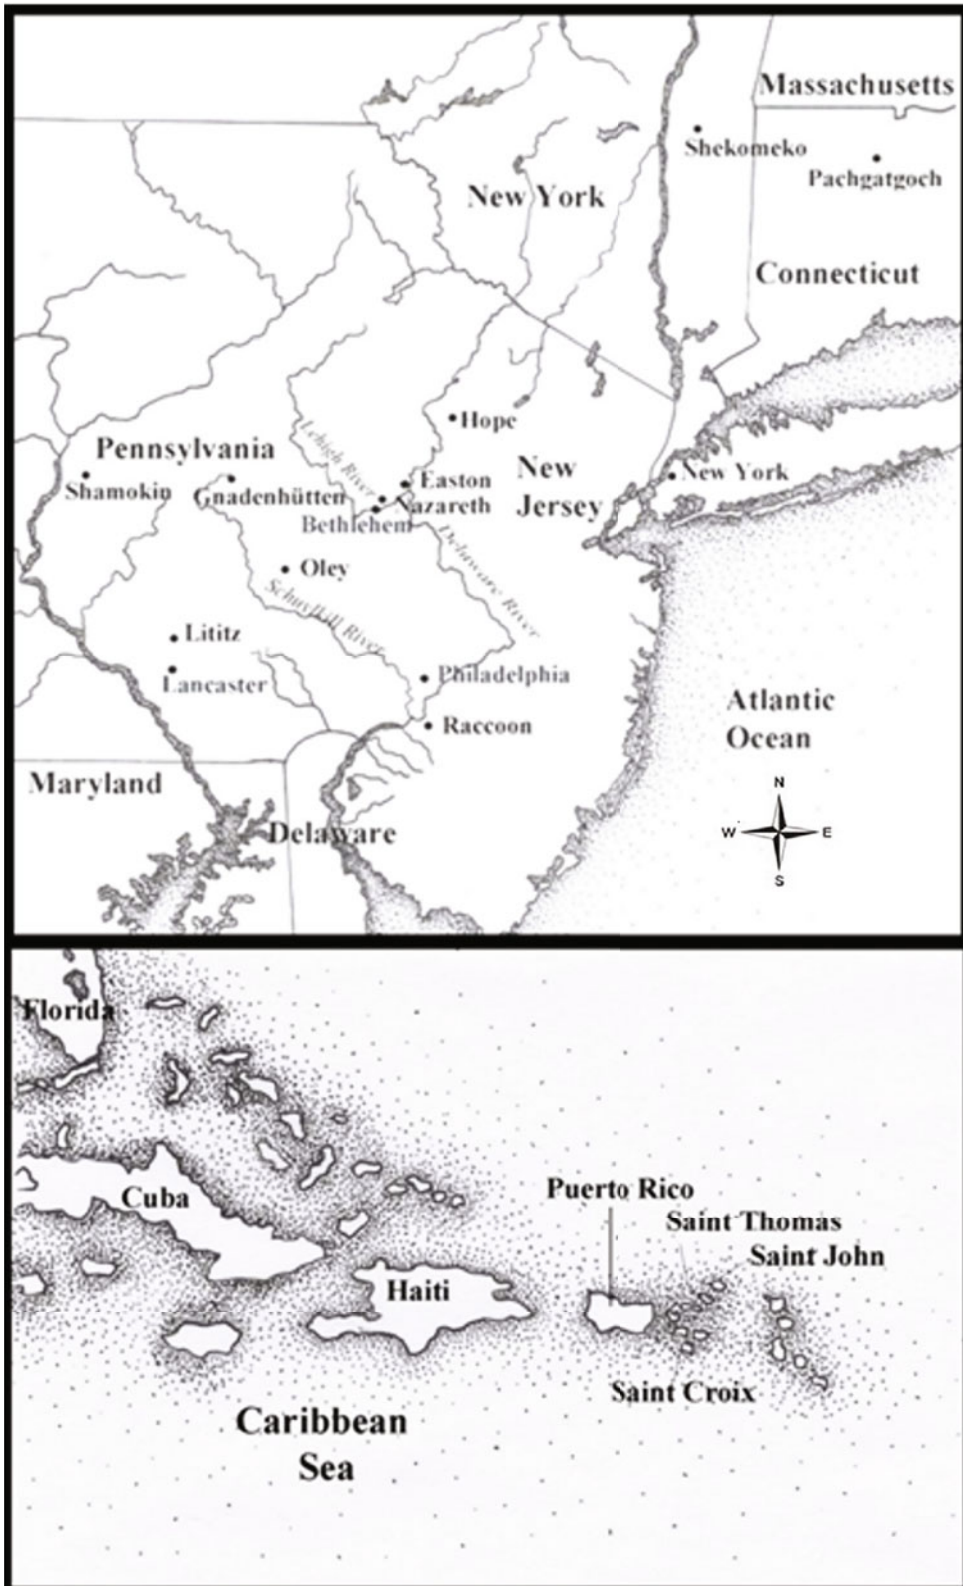 Massachusetts
Shekomeko
Pachgatgoch
New York
Connecticut
Hope
Pennsylvania
Lehigh River
New
Jersey
New York
Shamokin
Gnadenhütten
Easton
Nazareth
Bethlehem
Delaware River
Oley
Schuylkill River
Lititz
Lancaster
Philadelphia
Raccoon
Atlantic
Ocean
Maryland
Delaware
N
W E
S
Florida
Cuba
Haiti
Puerto Rico
Saint Thomas
Saint John
Saint Croix
Caribbean
Sea